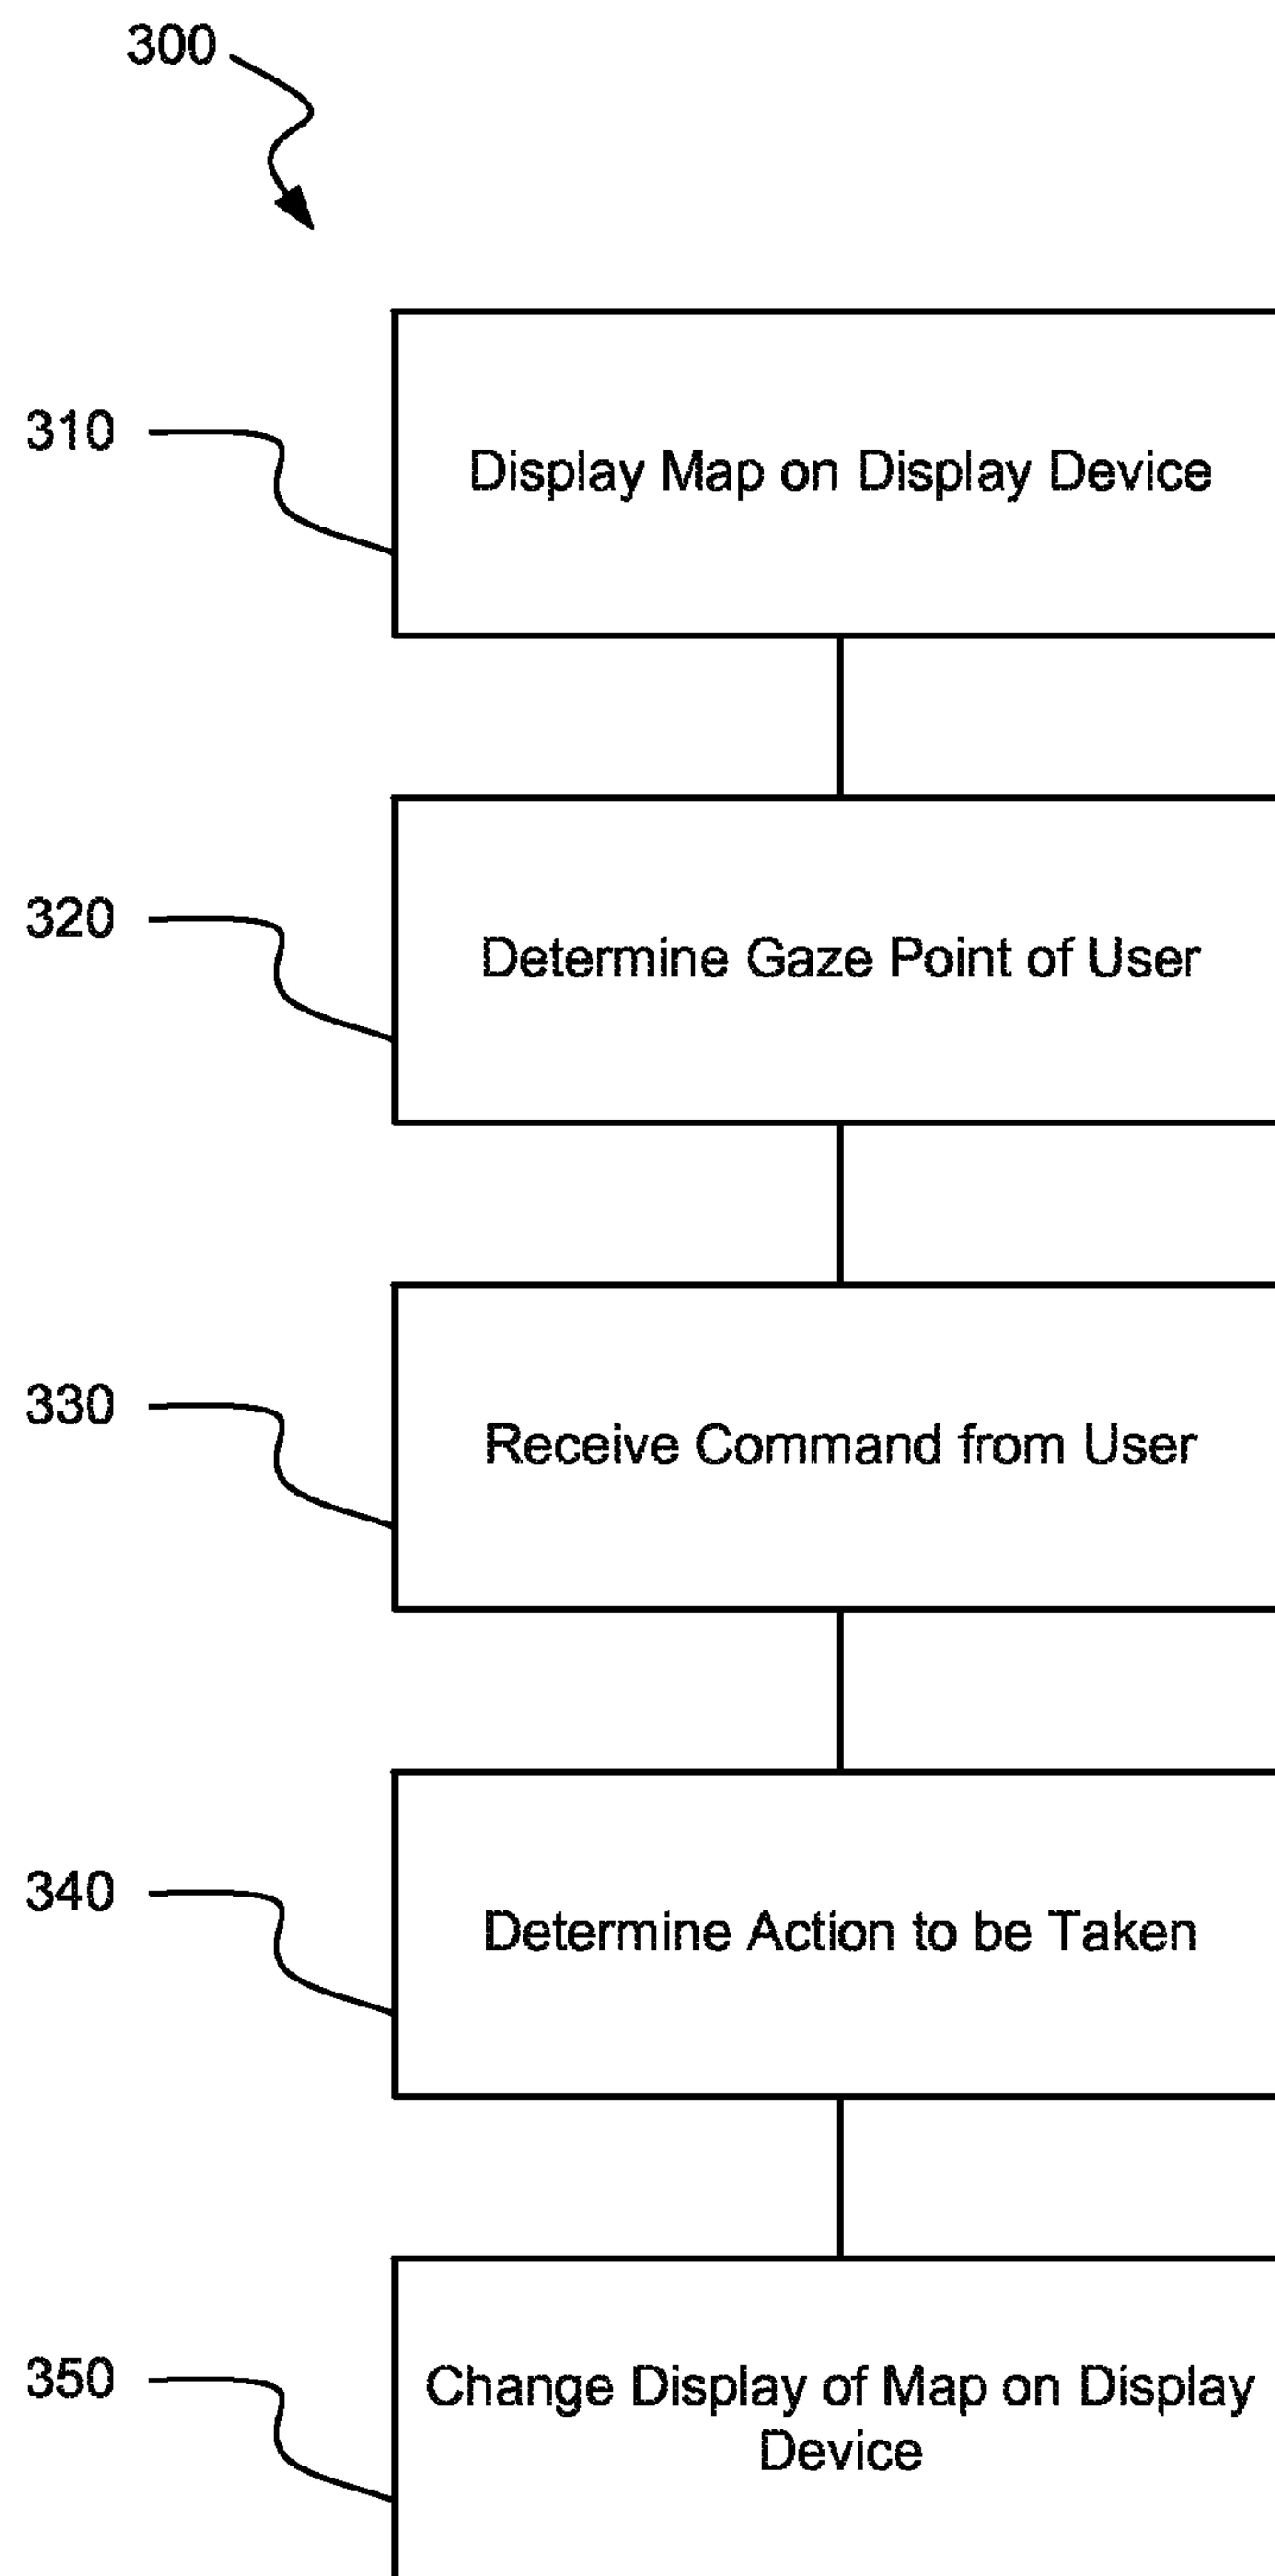 300
310
Display Map on Display Device
320
Determine Gaze Point of User
330
Receive Command from User
340
Determine Action to be Taken
350
Change Display of Map on Display
Device